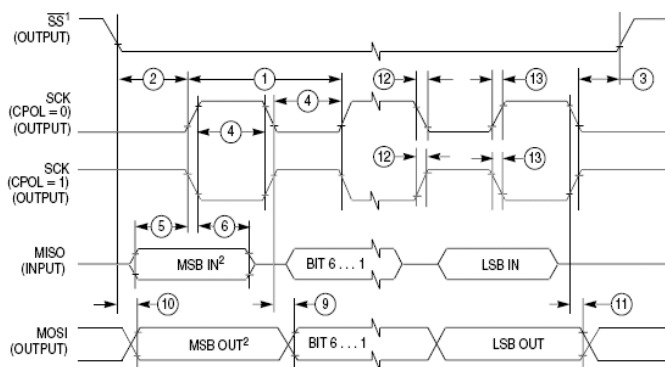 SS¹
(OUTPUT)
2 1 12 13 3
4
SCK
(CPOL = 0)
(OUTPUT)
4
12 13
SCK
(CPOL = 1)
(OUTPUT)
5 6
MISO
(INPUT)
MSB IN² BIT 6 . . . 1 LSB IN
10 9 11
MOSI
(OUTPUT)
MSB OUT² BIT 6 . . . 1 LSB OUT